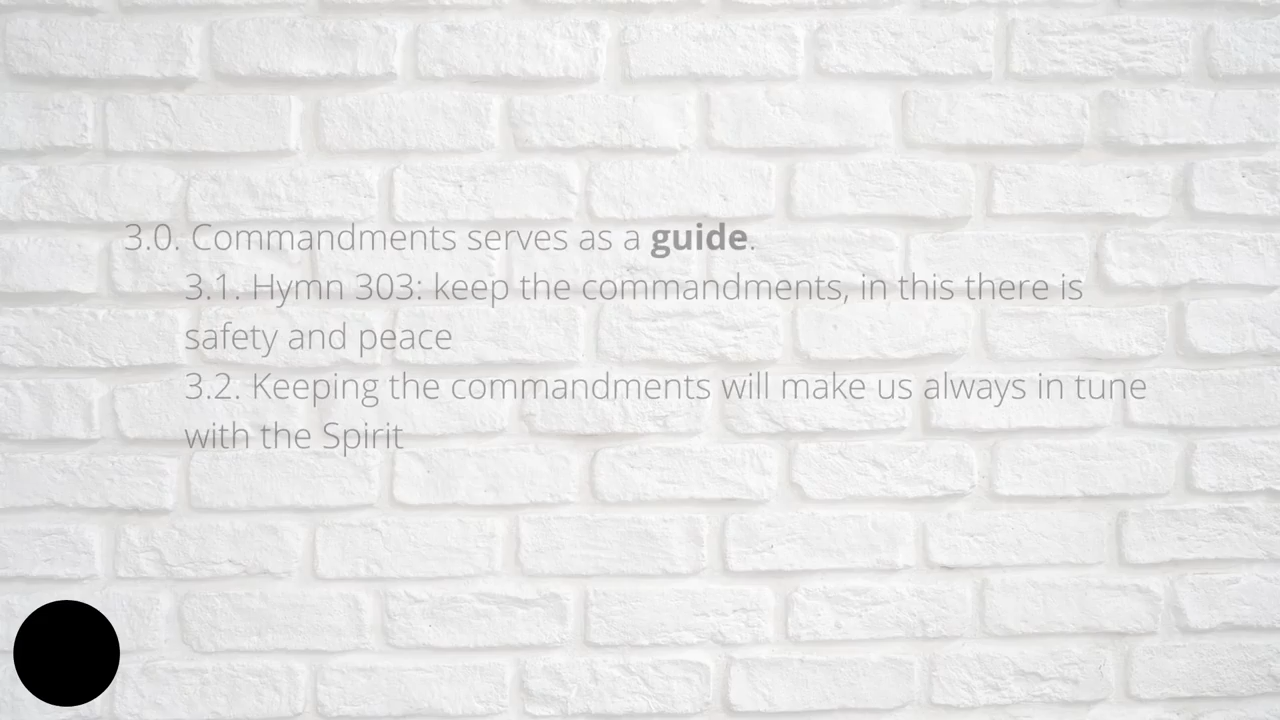 3.0. Commandments serves as a guide.
3.1. Hymn 303: keep the commandments, in this there is
safety and peace
3.2. Keeping the commandments will make us always in tune
with the Spirit